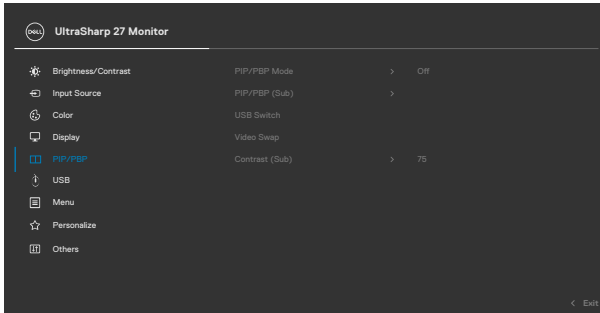 DELL UltraSharp 27 Monitor
Brightness/Contrast PIP/PBP Mode > Off
Input Source PIP/PBP (Sub) >
Color USB Switch
Display Video Swap
PIP/PBP Contrast (Sub) > 75
USB
Menu
Personalize
Others
< Exit